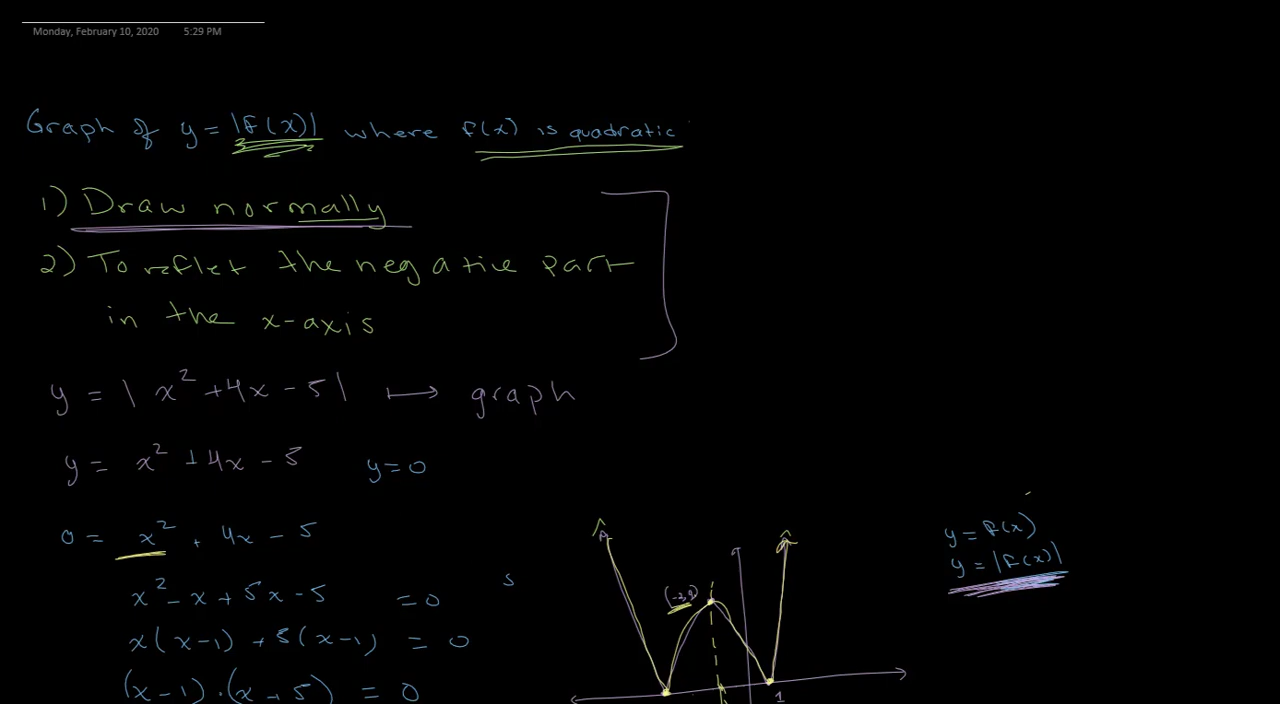 Monday, February 10, 2020 5:29 PM
Graph of y = |f(x)| where f(x) is quadratic
1) Draw normally
2) To reflet the negative part
in the x-axis
y = | x² + 4x - 5 | ⟼ graph
y = x² + 4x - 5 y = 0
0 = x² + 4x - 5
x² - x + 5x - 5 = 0
s
x(x-1) + 5(x-1) = 0
(x-1).(x+5) = 0
(-2,9)
1
y = f(x)
y = |f(x)|